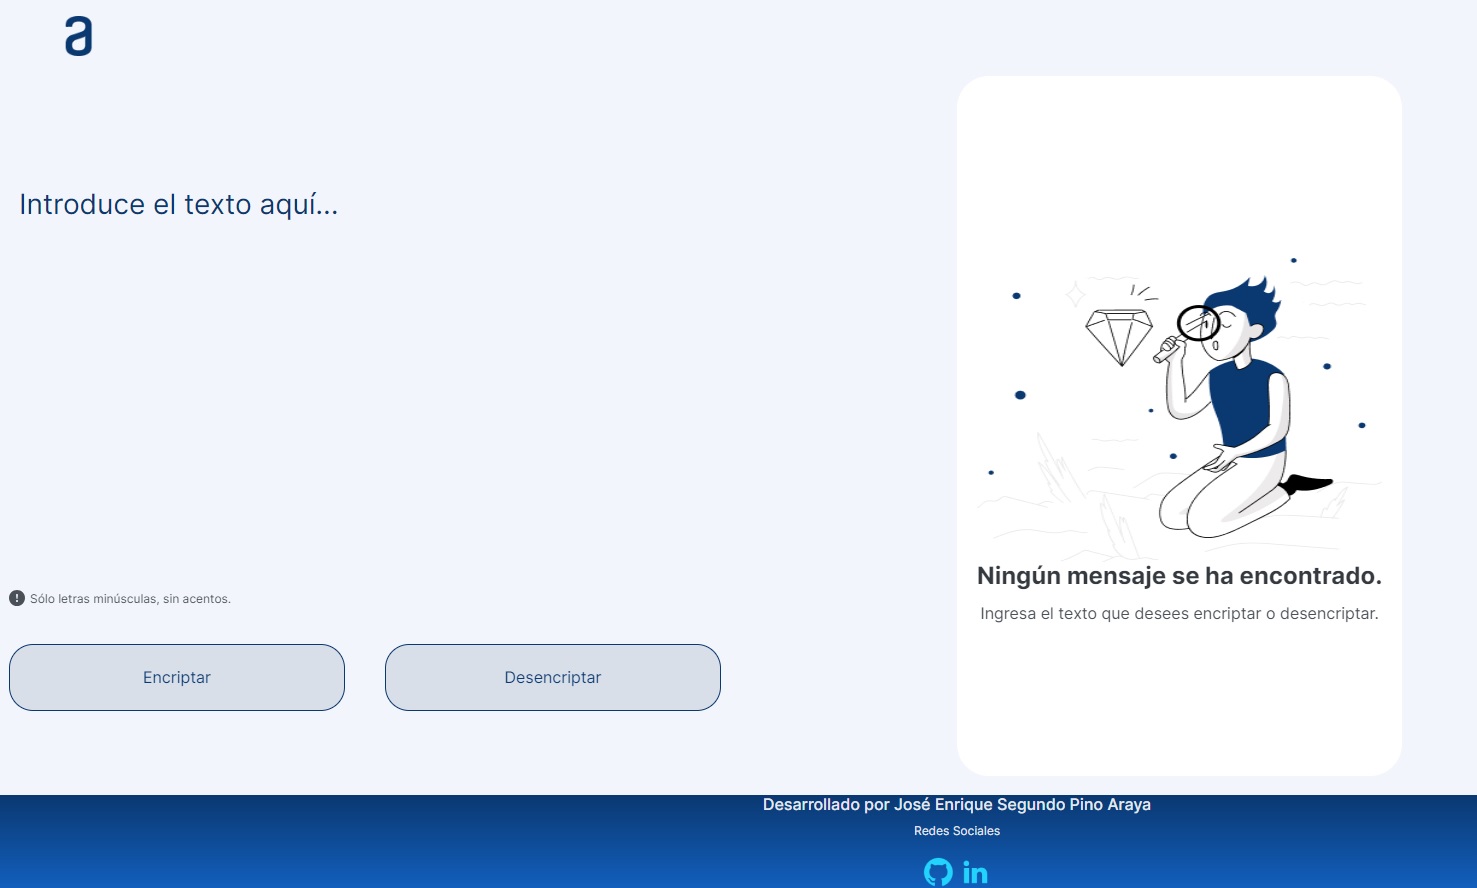 a
Introduce el texto aquí...
Sólo letras minúsculas, sin acentos.
Encriptar
Desencriptar
Ningún mensaje se ha encontrado.
Ingresa el texto que desees encriptar o desencriptar.
Desarrollado por José Enrique Segundo Pino Araya
Redes Sociales
in